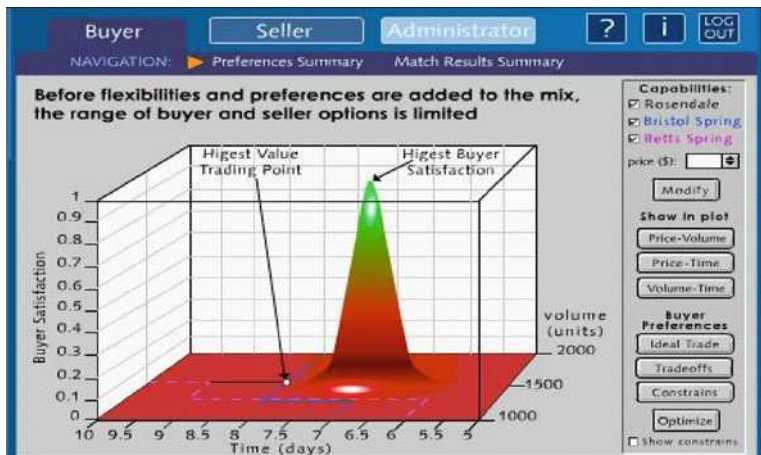 Buyer
Seller
Administrator
?
i
LOG
OUT
NAVIGATION:
Preferences Summary
Match Results Summary
Before flexibilities and preferences are added to the mix,
the range of buyer and seller options is limited
Higest Value
Trading Point
Higest Buyer
Satisfaction
Buyer Satisfaction
1
0.9
0.8
0.7
0.6
0.5
0.4
0.3
0.2
0.1
0
10 9.5 9 8.5 8 7.5 7 6.5 6 5.5 5
Time (days)
volume
(units)
2000
1500
1000
Capabilities:
Rosendale
Bristol Spring
Betts Spring
price ($):
Modify
Show in plot
Price-Volume
Price-Time
Volume-Time
Buyer
Preferences
Ideal Trade
Tradeoffs
Constrains
Optimize
Show constrains